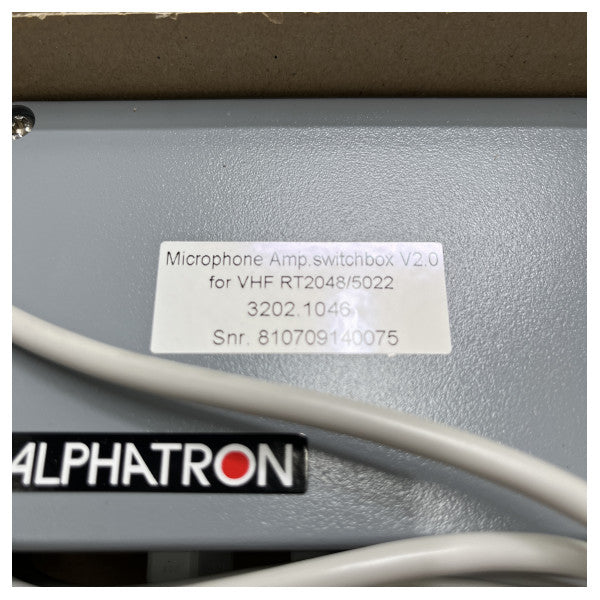 Microphone Amp.switchbox V2.0
for VHF RT2048/5022
3202.1046
Snr. 810709140075
ALPHATRON